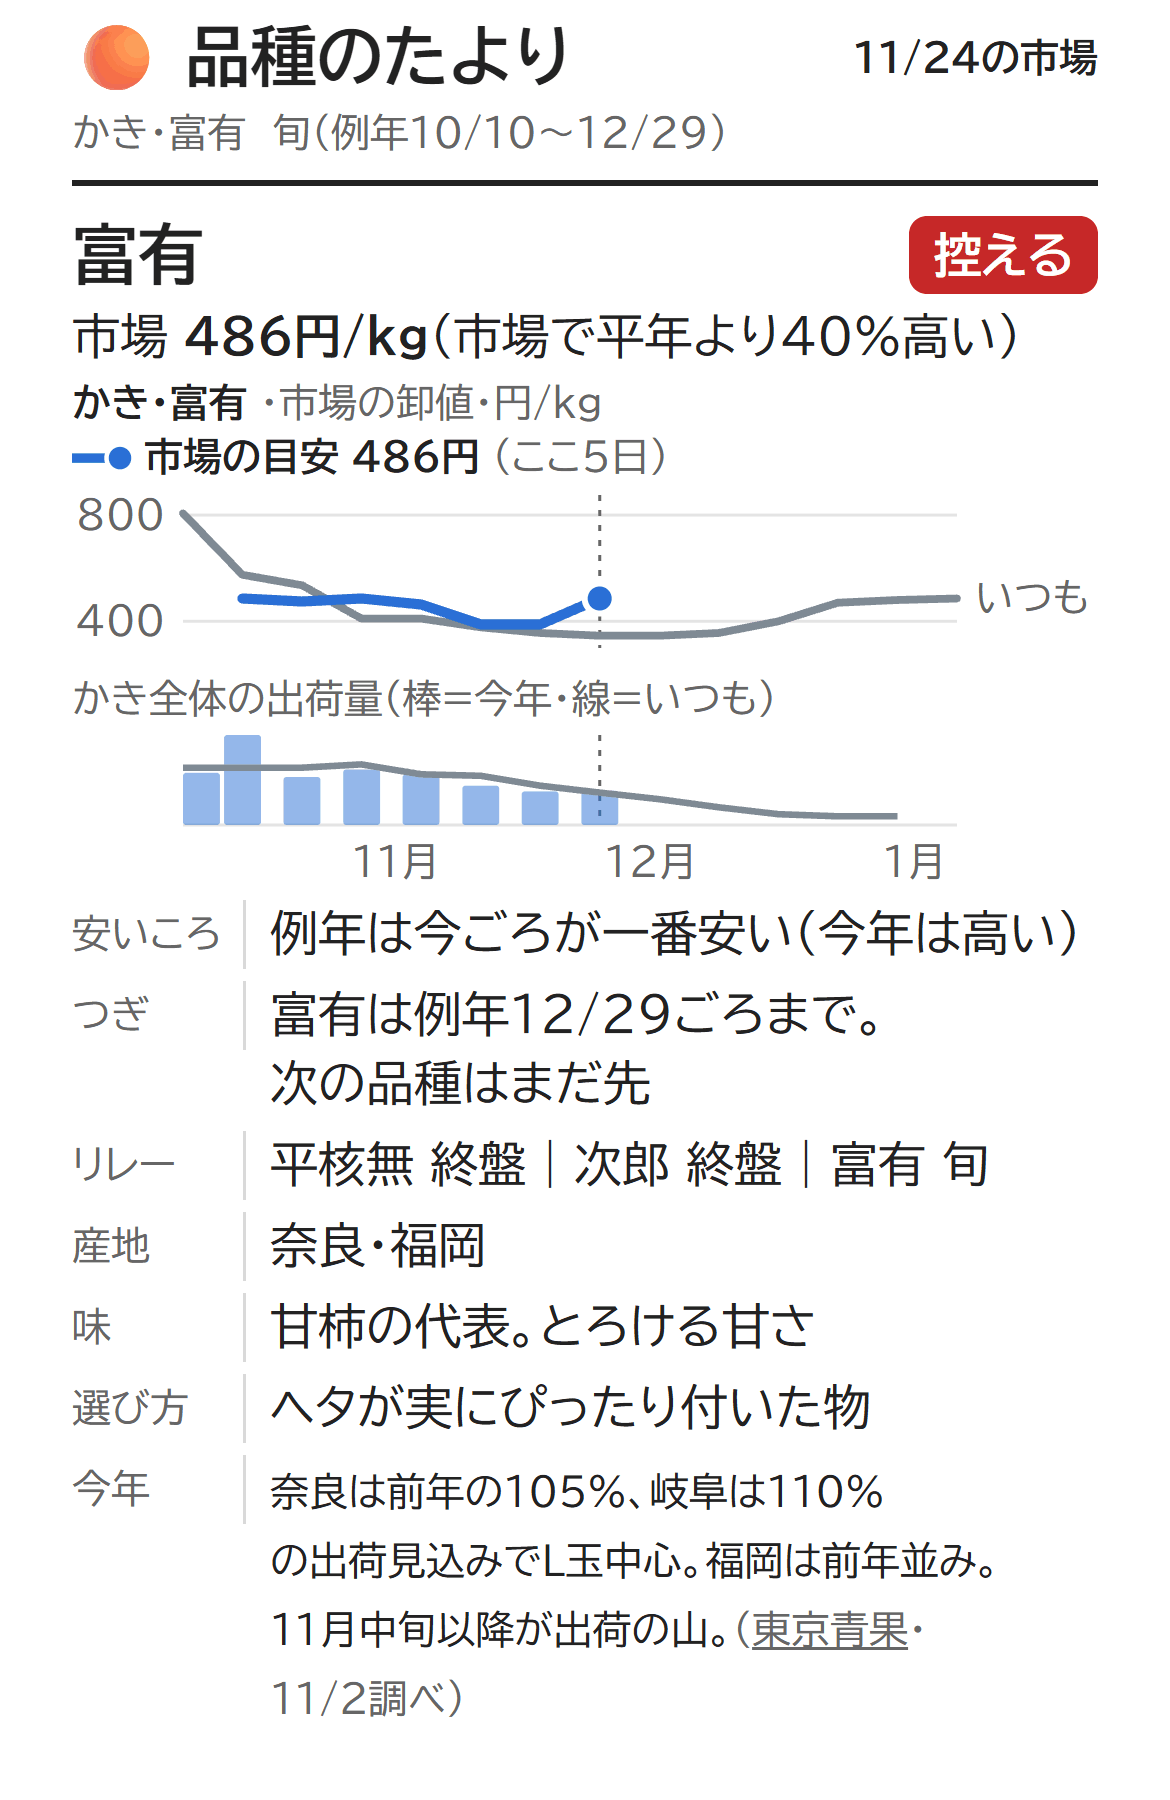 品種のたより
11/24の市場
かき・富有 旬（例年10/10～12/29）
富有
控える
市場 486円/kg（市場で平年より40%高い）
かき・富有 ・市場の卸値・円/kg
市場の目安 486円（ここ5日）
800
400
いつも
かき全体の出荷量（棒＝今年・線＝いつも）
11月 12月 1月
安いころ 例年は今ごろが一番安い（今年は高い）
つぎ 富有は例年12/29ごろまで。
次の品種はまだ先
リレー 平核無 終盤｜次郎 終盤｜富有 旬
産地 奈良・福岡
味 甘柿の代表。とろける甘さ
選び方 ヘタが実にぴったり付いた物
今年 奈良は前年の105%、岐阜は110%
の出荷見込みでL玉中心。福岡は前年並み。
11月中旬以降が出荷の山。（東京青果・
11/2調べ）